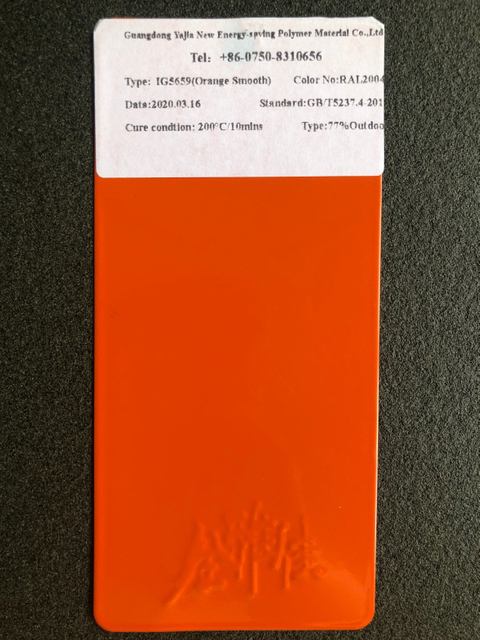 Guangdong Yajia New Energy-saving Polymer Material Co.,Ltd
Tel: +86-0750-8310656
Type: IG5659(Orange Smooth) Color No:RAL2004
Data:2020.03.16 Standard:GB/T5237.4-201
Cure condtion: 200°C/10mins Type:77%Outdoo